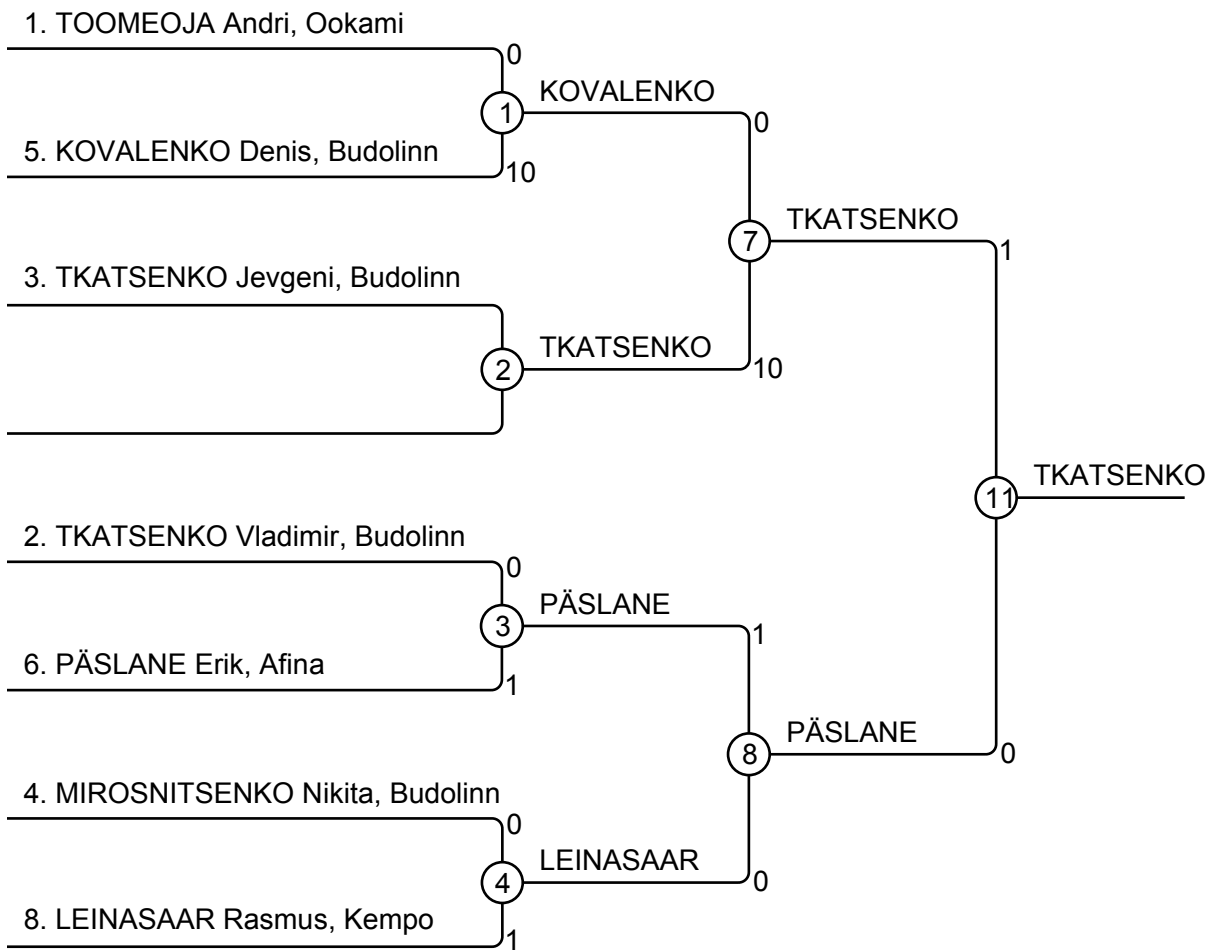 1. TOOMEOJA Andri, Ookami
0
1
KOVALENKO
0
5. KOVALENKO Denis, Budolinn
10
7
TKATSENKO
1
3. TKATSENKO Jevgeni, Budolinn
2
TKATSENKO
10
11
TKATSENKO
2. TKATSENKO Vladimir, Budolinn
0
3
PÄSLANE
1
6. PÄSLANE Erik, Afina
1
8
PÄSLANE
0
4. MIROSNITSENKO Nikita, Budolinn
0
4
LEINASAAR
0
8. LEINASAAR Rasmus, Kempo
1